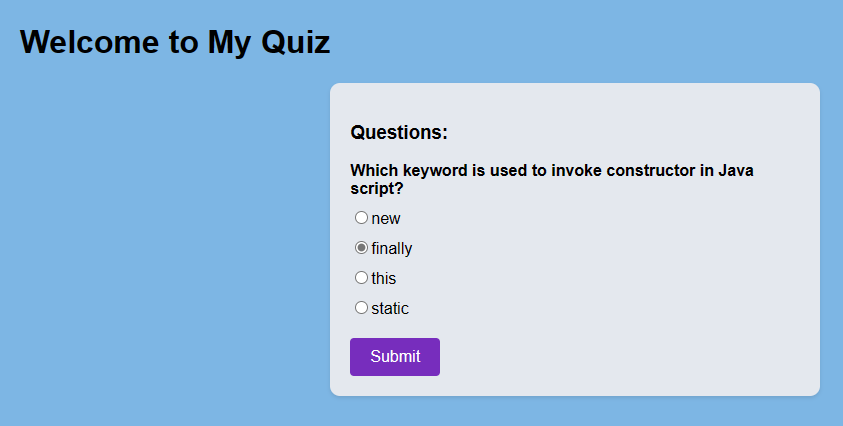 Welcome to My Quiz
Questions:
Which keyword is used to invoke constructor in Java
script?
new
finally
this
static
Submit